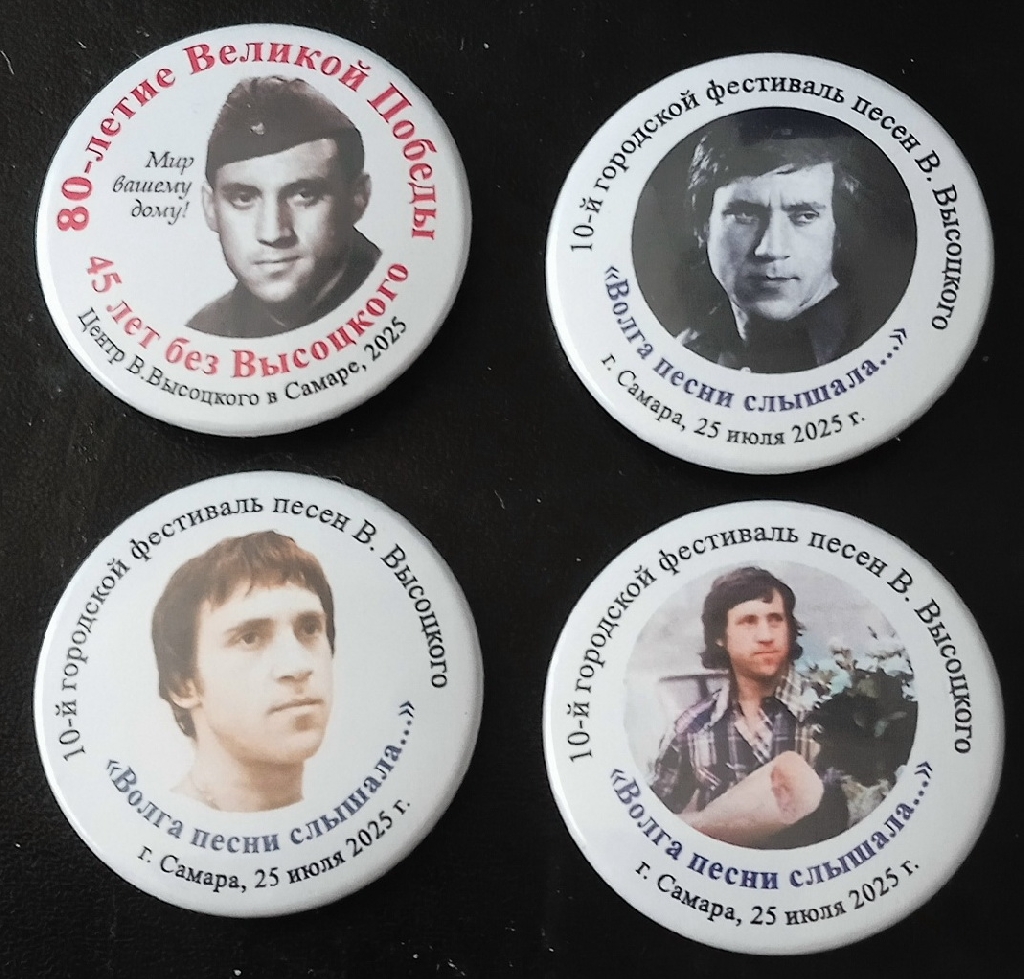 80-летие Великой Победы
Мир
вашему
дому!
45 лет без Высоцкого
Центр В.Высоцкого в Самаре, 2025
10-й городской фестиваль песен В. Высоцкого
«Волга песни слышала...»
г. Самара, 25 июля 2025 г.
10-й городской фестиваль песен В. Высоцкого
«Волга песни слышала...»
г. Самара, 25 июля 2025 г.
10-й городской фестиваль песен В. Высоцкого
«Волга песни слышала...»
г. Самара, 25 июля 2025 г.